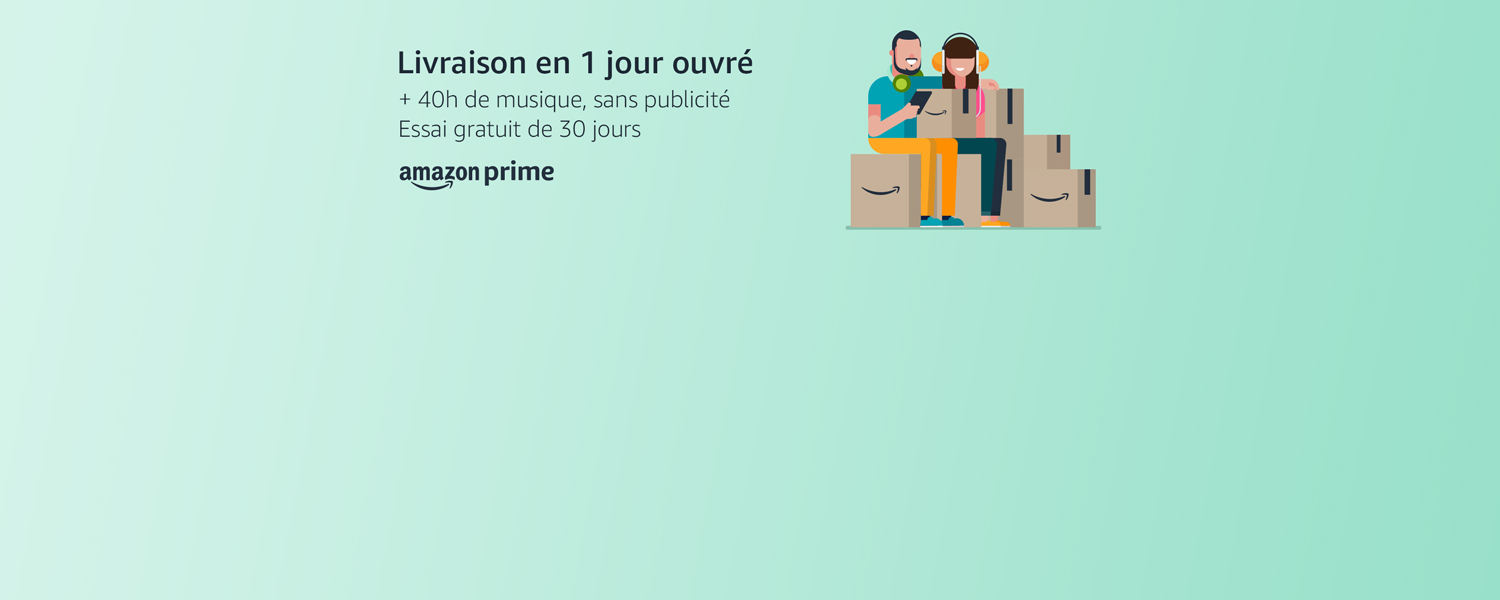 Livraison en 1 jour ouvré
+ 40h de musique, sans publicité
Essai gratuit de 30 jours
amazon prime